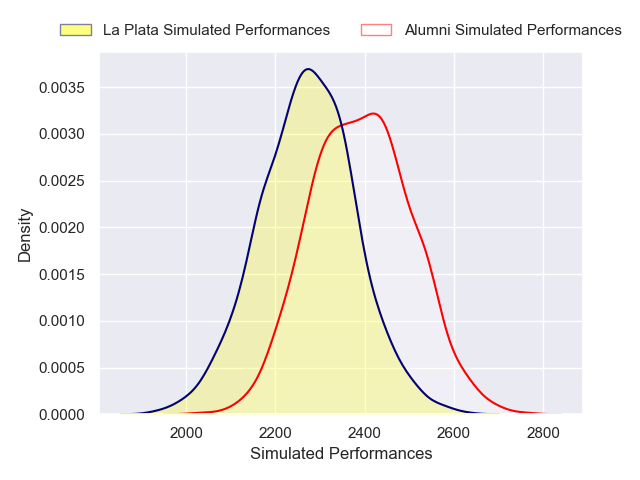 La Plata Simulated Performances
Alumni Simulated Performances
0.0035
0.0030
0.0025
0.0020
0.0015
0.0010
0.0005
0.0000
Density
2000 2200 2400 2600 2800
Simulated Performances